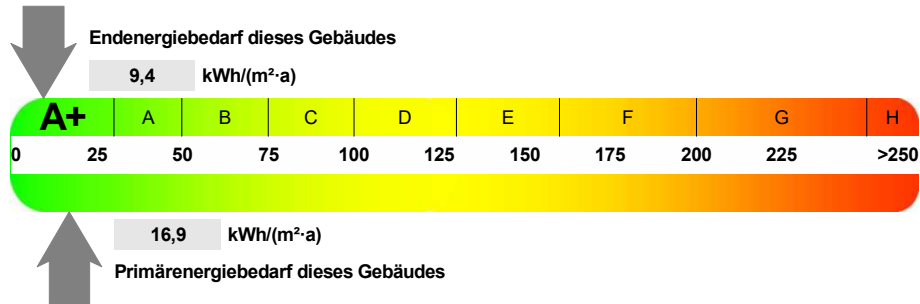 Endenergiebedarf dieses Gebäudes
9,4 kWh/(m²·a)
A+ A B C D E F G H
0 25 50 75 100 125 150 175 200 225 >250
16,9 kWh/(m²·a)
Primärenergiebedarf dieses Gebäudes